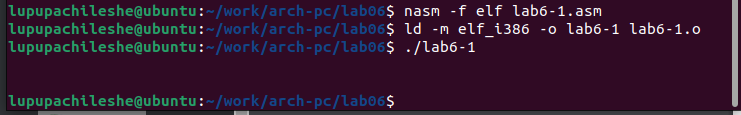 lupupachileshe@ubuntu:~/work/arch-pc/lab06$ nasm -f elf lab6-1.asm
lupupachileshe@ubuntu:~/work/arch-pc/lab06$ ld -m elf_i386 -o lab6-1 lab6-1.o
lupupachileshe@ubuntu:~/work/arch-pc/lab06$ ./lab6-1
lupupachileshe@ubuntu:~/work/arch-pc/lab06$